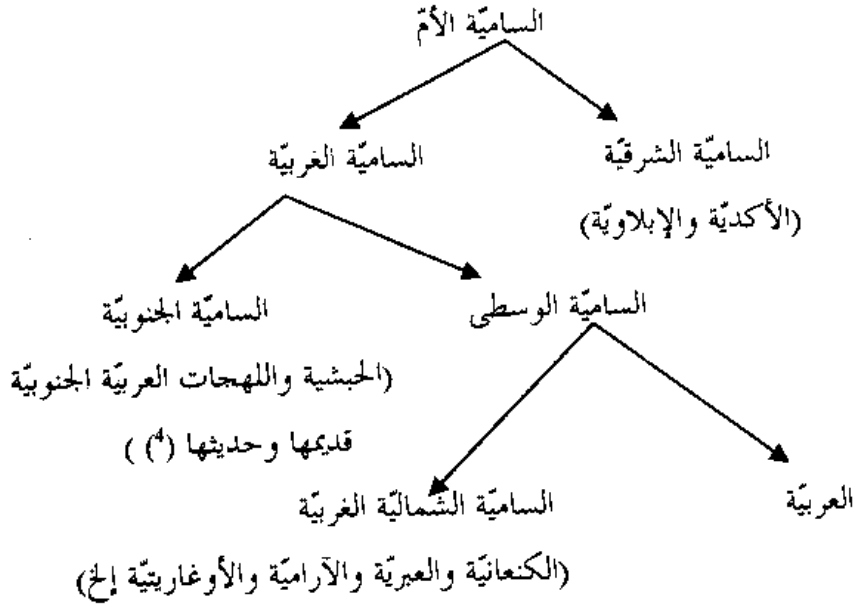 الساميّة الأمّ
الساميّة الشرقيّة
الساميّة الغربيّة
(الأكديّة والإبلاويّة)
الساميّة الوسطى
الساميّة الجنوبيّة
(الحبشية واللهجات العربيّة الجنوبيّة
قديمها وحديثها (4) )
العربيّة
الساميّة الشماليّة الغربيّة
(الكنعانيّة والعبريّة والآراميّة والأوغاريتيّة إلخ)